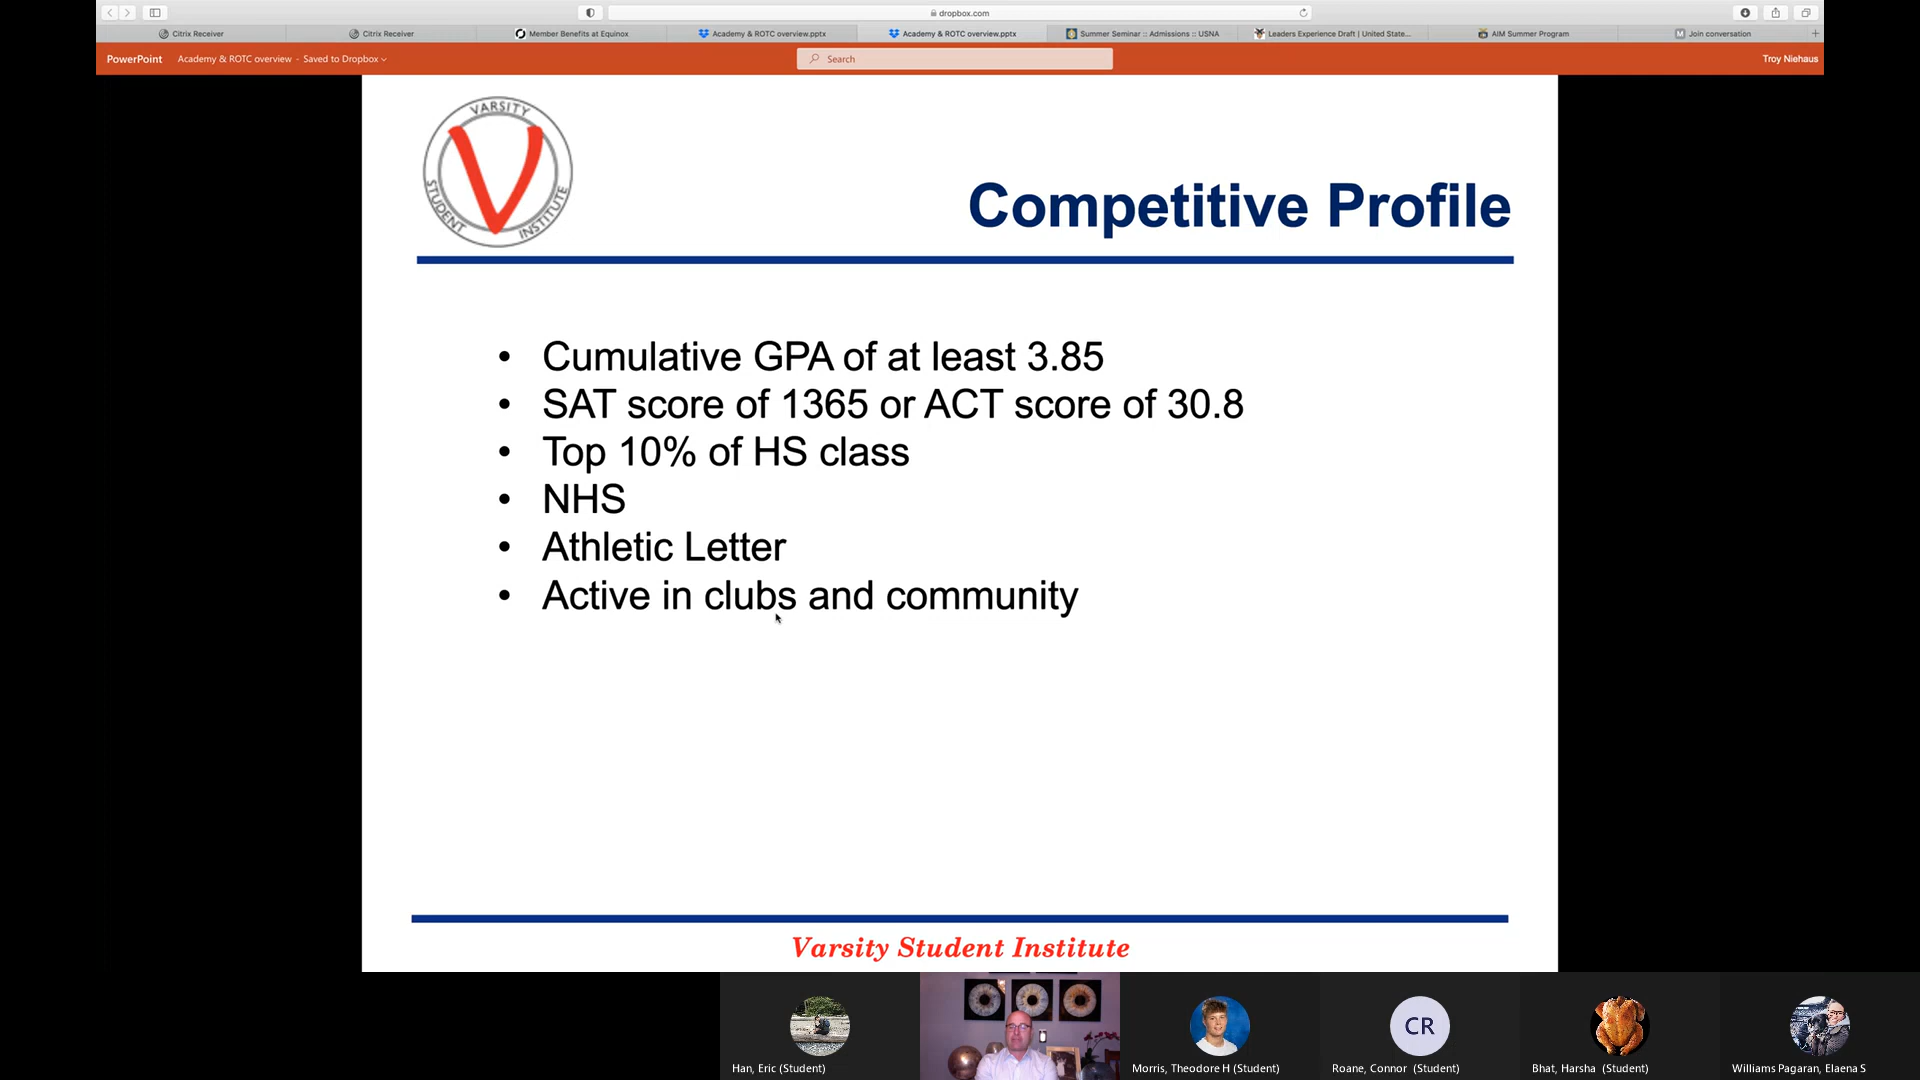 dropbox.com
Citrix Receiver
Citrix Receiver
Member Benefits at Equinox
Academy & ROTC overview.pptx
Academy & ROTC overview.pptx
Summer Seminar :: Admissions :: USNA
Leaders Experience Draft | United State...
AIM Summer Program
M Join conversation
PowerPoint Academy & ROTC overview - Saved to Dropbox
Search
Troy Niehaus
VARSITY
STUDENT
INSTITUTE
V
Competitive Profile
• Cumulative GPA of at least 3.85
• SAT score of 1365 or ACT score of 30.8
• Top 10% of HS class
• NHS
• Athletic Letter
• Active in clubs and community
Varsity Student Institute
CR
Han, Eric (Student)
Morris, Theodore H (Student)
Roane, Connor (Student)
Bhat, Harsha (Student)
Williams Pagaran, Elaena S